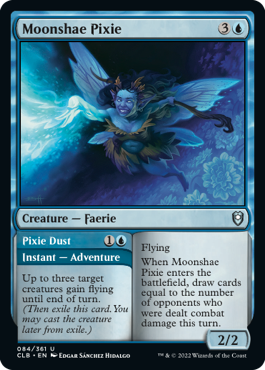 Moonshae Pixie 3
Creature — Faerie
Pixie Dust 1
Instant — Adventure
Up to three target
creatures gain flying
until end of turn.
(Then exile this card. You
may cast the creature
later from exile.)
Flying
When Moonshae
Pixie enters the
battlefield, draw cards
equal to the number
of opponents who
were dealt combat
damage this turn.
2/2
084/361 U
CLB • EN EDGAR SÁNCHEZ HIDALGO
™ & © 2022 Wizards of the Coast